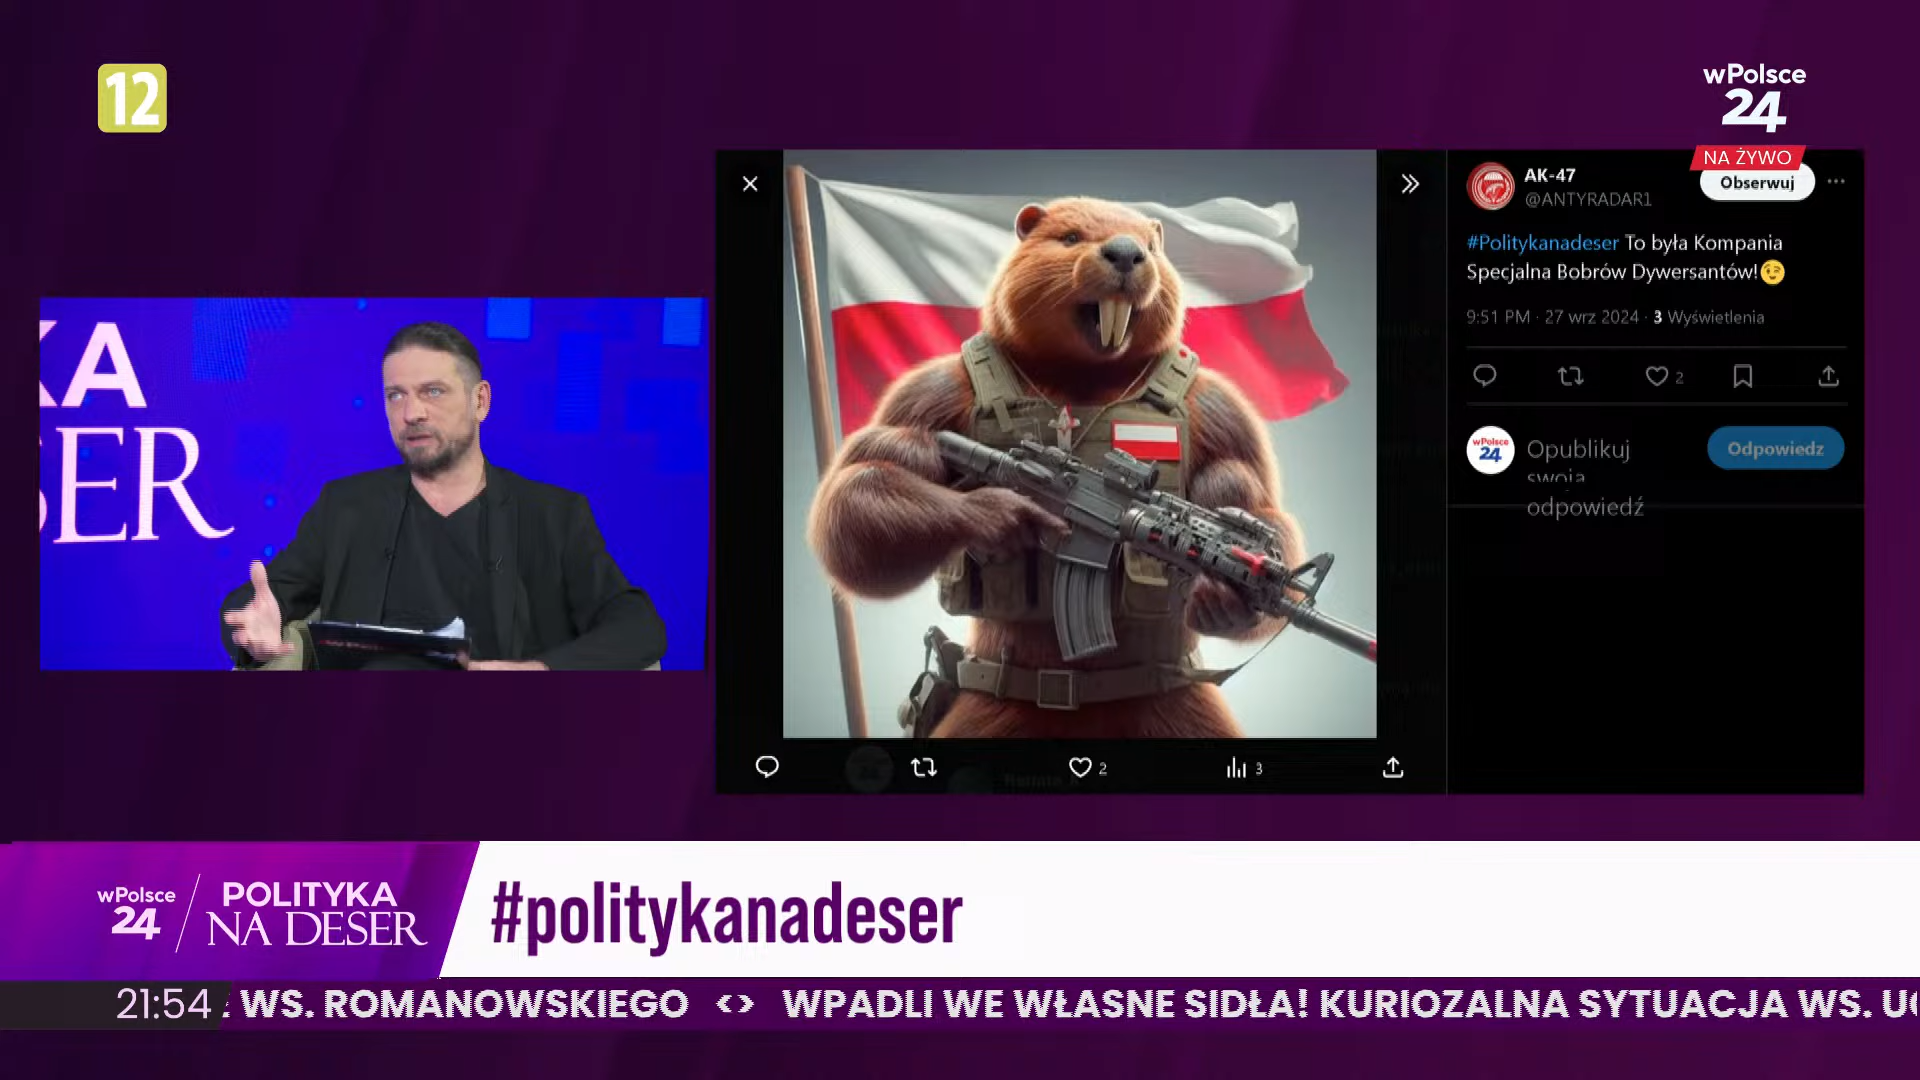 12
wPolsce
24
NA ŻYWO
KA
SER
AK-47
Obserwuj
@ANTYRADAR1
#Politykanadeser To była Kompania
Specjalna Bobrów Dywersantów!😉
9:51 PM · 27 wrz 2024 · 3 Wyświetlenia
2
wPolsce
24
Opublikuj
swoją
odpowiedź
Odpowiedz
2
3
wPolsce
24
POLITYKA
NA DESER
#politykanadeser
21:54
WS. ROMANOWSKIEGO <> WPADLI WE WŁASNE SIDŁA! KURIOZALNA SYTUACJA WS.